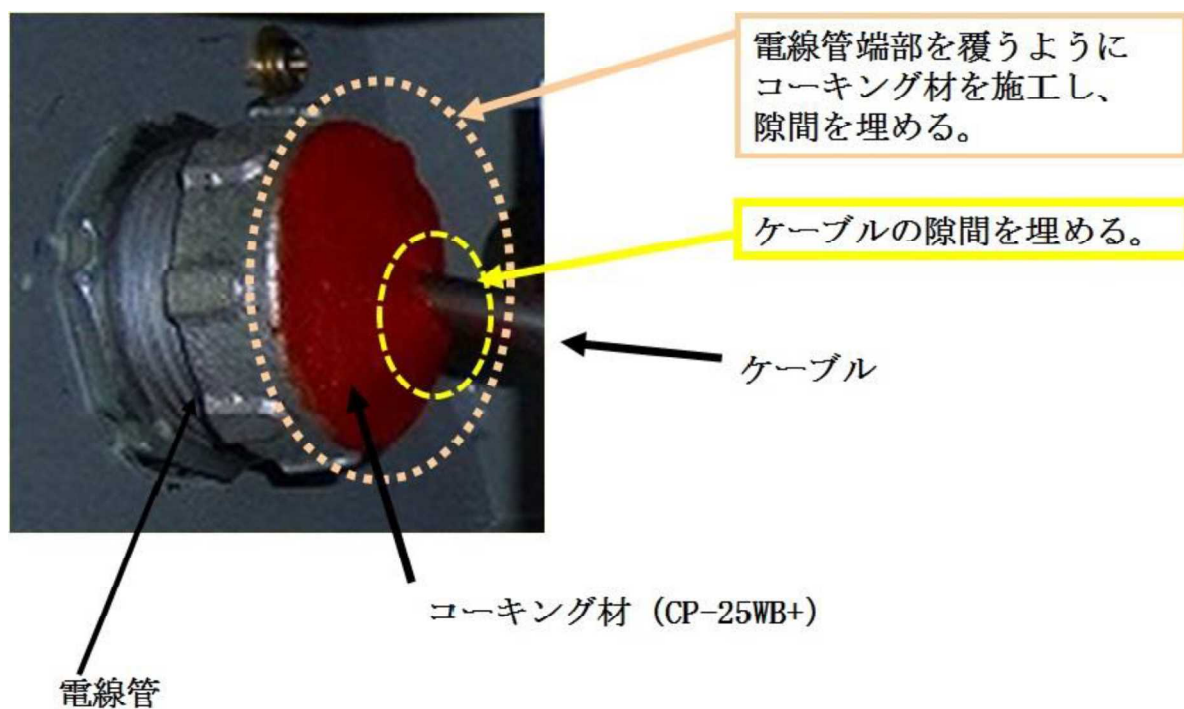 電線管端部を覆うように
コーキング材を施工し、
隙間を埋める。
ケーブルの隙間を埋める。
ケーブル
コーキング材 (CP-25WB+)
電線管